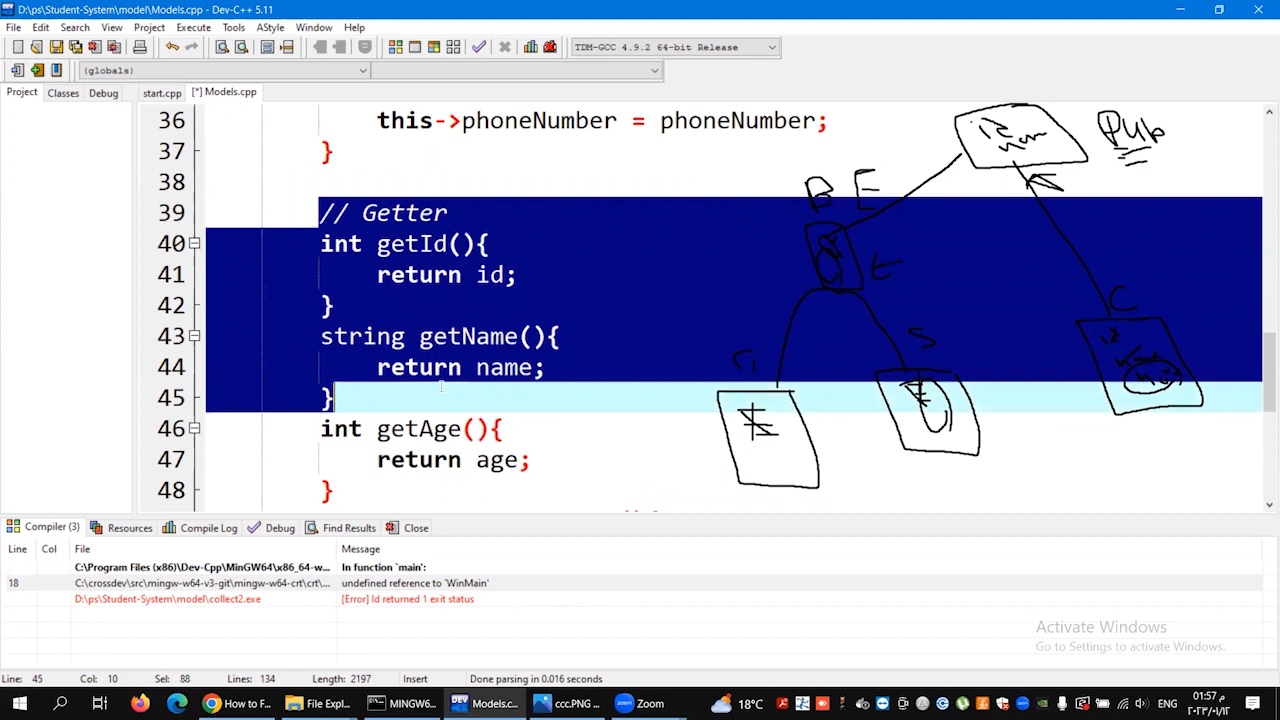 D:\ps\Student-System\model\Models.cpp - Dev-C++ 5.11
File Edit Search View Project Execute Tools AStyle Window Help
TDM-GCC 4.9.2 64-bit Release
(globals)
Project Classes Debug start.cpp [*] Models.cpp
36 this->phoneNumber = phoneNumber;
37 }
38
39 // Getter
40 int getId(){
41 return id;
42 }
43 string getName(){
44 return name;
45 }
46 int getAge(){
47 return age;
48 }
Pub
B E
t
S
C
Compiler (3) Resources Compile Log Debug Find Results Close
Line Col File Message
C:\Program Files (x86)\Dev-Cpp\MinGW64\x86_64-w... In function `main':
18 C:\crossdev\src\mingw-w64-v3-git\mingw-w64-crt\crt\... undefined reference to `WinMain'
D:\ps\Student-System\model\collect2.exe [Error] ld returned 1 exit status
Activate Windows
Go to Settings to activate Windows.
Line: 45 Col: 10 Sel: 88 Lines: 134 Length: 2197 Insert Done parsing in 0.016 seconds
How to F... File Expl... MINGW6... Models.c... ccc.PNG ... Zoom 18°C ENG ٠١:٥٧ م